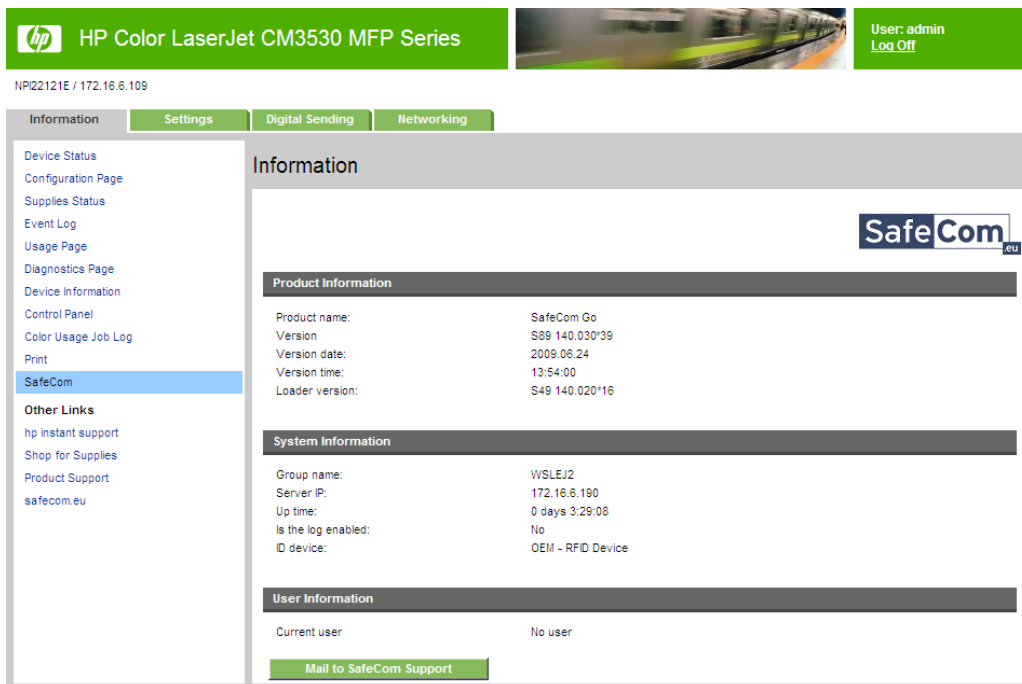 hp HP Color LaserJet CM3530 MFP Series
User: admin
Log Off
NPI22121E / 172.16.6.109
Information Settings Digital Sending Networking
Device Status
Configuration Page
Supplies Status
Event Log
Usage Page
Diagnostics Page
Device Information
Control Panel
Color Usage Job Log
Print
SafeCom
Other Links
hp instant support
Shop for Supplies
Product Support
safecom.eu
Information
SafeCom.eu
Product Information
Product name: SafeCom Go
Version S89 140.030*39
Version date: 2009.06.24
Version time: 13:54:00
Loader version: S49 140.020*16
System Information
Group name: WSLEJ2
Server IP: 172.16.6.190
Up time: 0 days 3:29:08
Is the log enabled: No
ID device: OEM - RFID Device
User Information
Current user No user
Mail to SafeCom Support